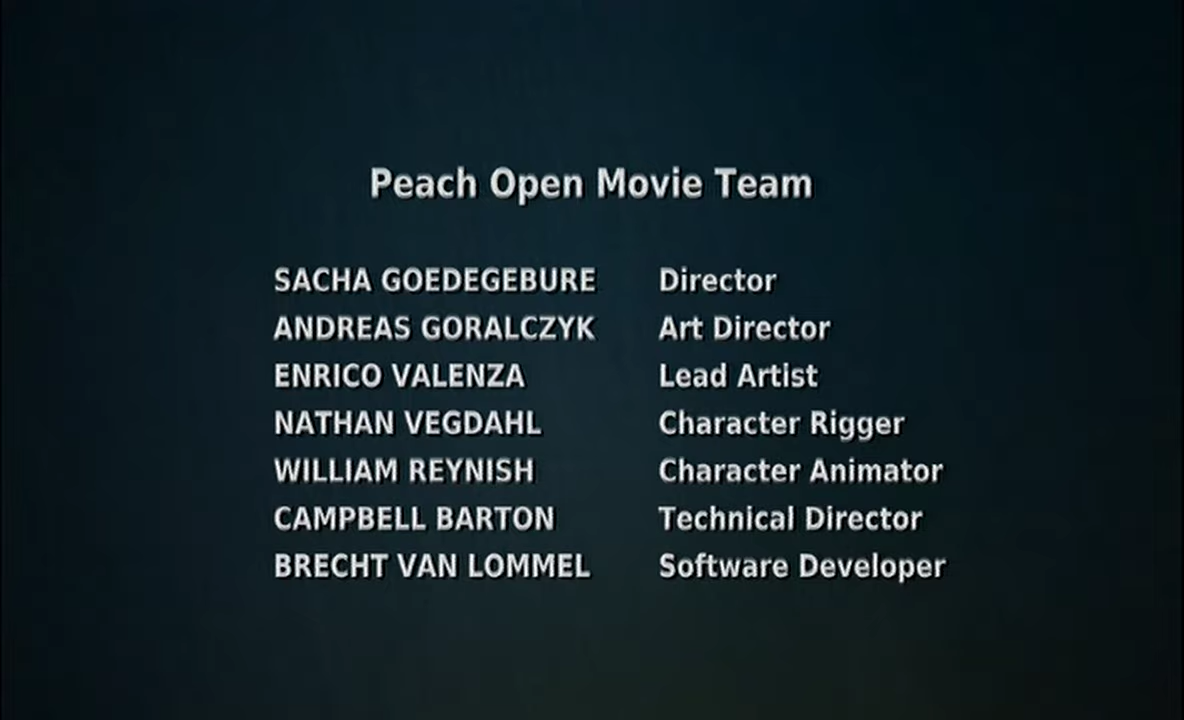 Peach Open Movie Team
SACHA GOEDEGEBURE Director
ANDREAS GORALCZYK Art Director
ENRICO VALENZA Lead Artist
NATHAN VEGDAHL Character Rigger
WILLIAM REYNISH Character Animator
CAMPBELL BARTON Technical Director
BRECHT VAN LOMMEL Software Developer